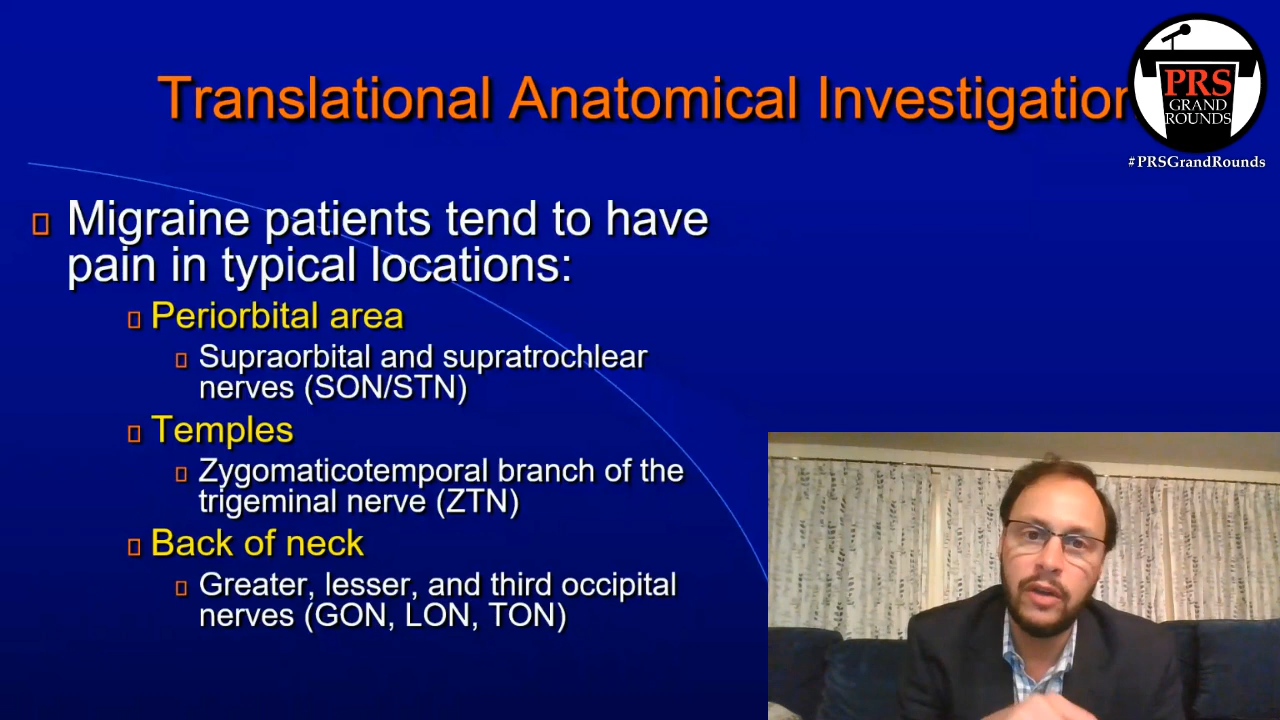 Translational Anatomical Investigation
PRS
GRAND
ROUNDS
#PRSGrandRounds
Migraine patients tend to have
pain in typical locations:
Periorbital area
Supraorbital and supratrochlear
nerves (SON/STN)
Temples
Zygomaticotemporal branch of the
trigeminal nerve (ZTN)
Back of neck
Greater, lesser, and third occipital
nerves (GON, LON, TON)